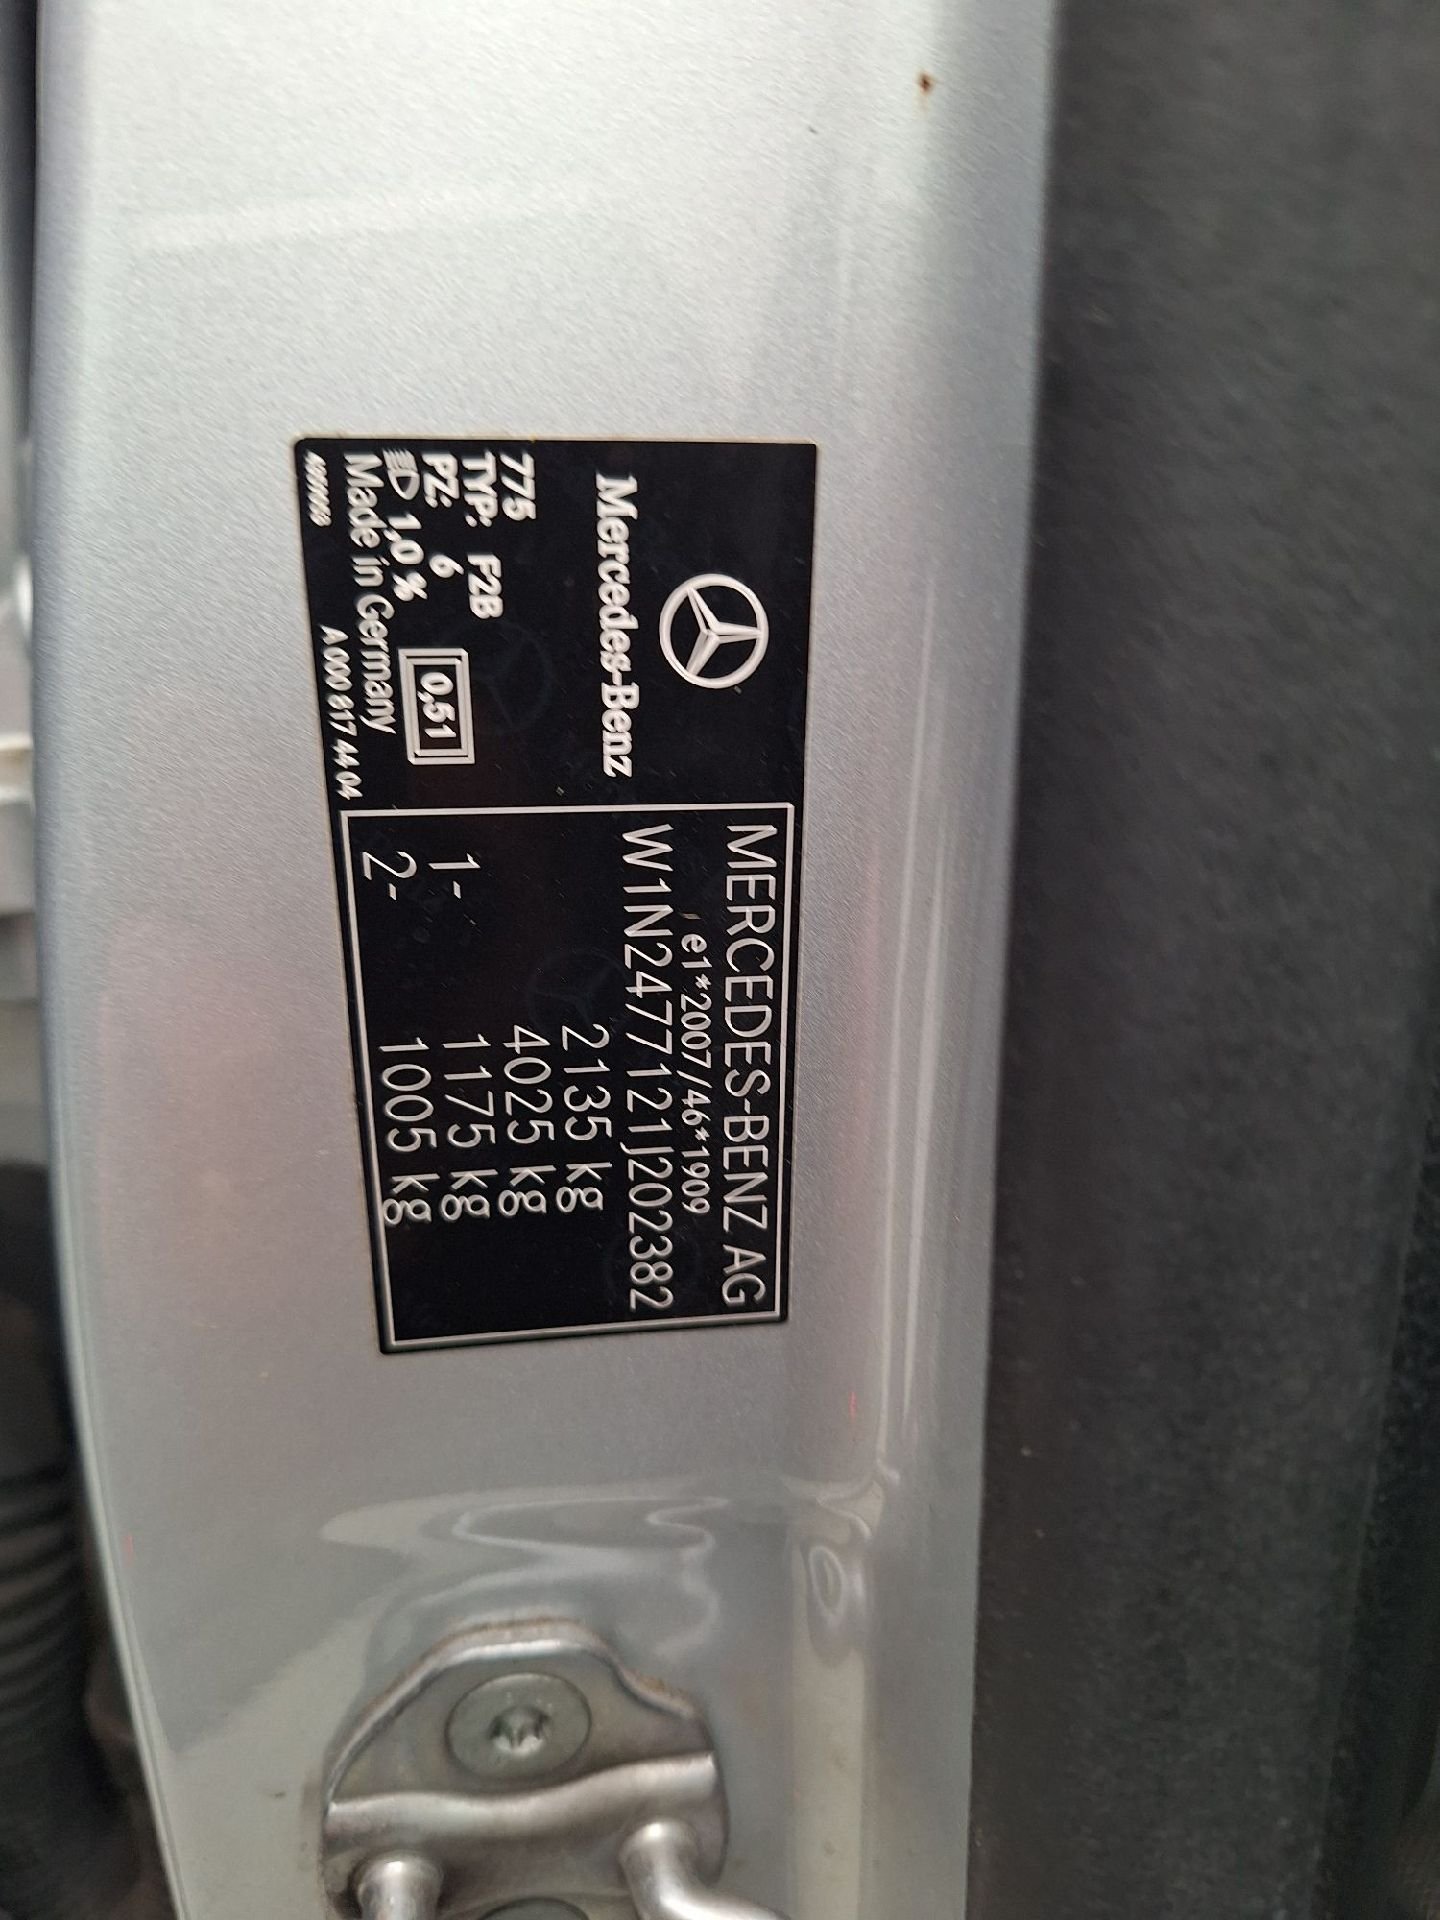 Mercedes-Benz
775
TYP: F2B
PZ: 6
1,0 %
0,51
Made in Germany
A 000 817 44 04
MERCEDES-BENZ AG
e1*2007/46*1909
W1N2477121J202382
2135 kg
4025 kg
1- 1175 kg
2- 1005 kg